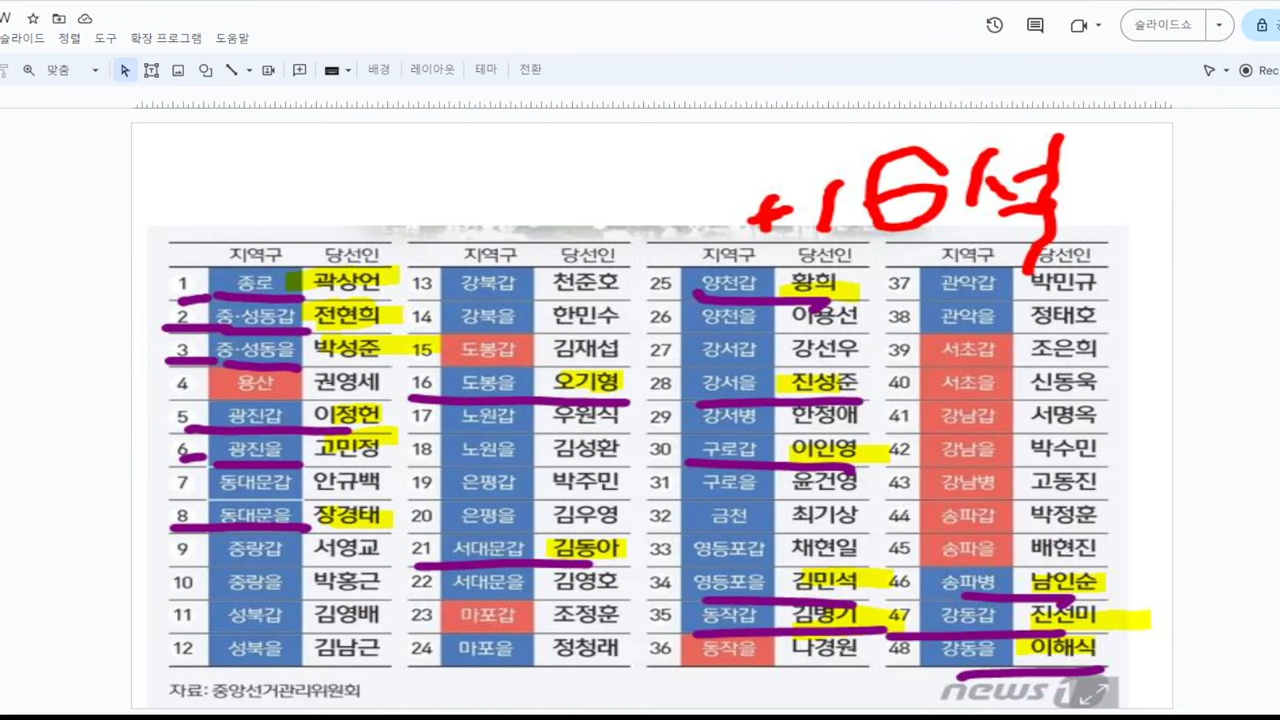 W
슬라이드 정렬 도구 확장 프로그램 도움말
슬라이드쇼
맞춤 배경 레이아웃 테마 전환 Rec
+16석
지역구 당선인 지역구 당선인 지역구 당선인 지역구 당선인
1 종로 곽상언 13 강북갑 천준호 25 양천갑 황희 37 관악갑 박민규
2 중·성동갑 전현희 14 강북을 한민수 26 양천을 이용선 38 관악을 정태호
3 중·성동을 박성준 15 도봉갑 김재섭 27 강서갑 강선우 39 서초갑 조은희
4 용산 권영세 16 도봉을 오기형 28 강서을 진성준 40 서초을 신동욱
5 광진갑 이정헌 17 노원갑 우원식 29 강서병 한정애 41 강남갑 서명옥
6 광진을 고민정 18 노원을 김성환 30 구로갑 이인영 42 강남을 박수민
7 동대문갑 안규백 19 은평갑 박주민 31 구로을 윤건영 43 강남병 고동진
8 동대문을 장경태 20 은평을 김우영 32 금천 최기상 44 송파갑 박정훈
9 중랑갑 서영교 21 서대문갑 김동아 33 영등포갑 채현일 45 송파을 배현진
10 중랑을 박홍근 22 서대문을 김영호 34 영등포을 김민석 46 송파병 남인순
11 성북갑 김영배 23 마포갑 조정훈 35 동작갑 김병기 47 강동갑 진선미
12 성북을 김남근 24 마포을 정청래 36 동작을 나경원 48 강동을 이해식
자료: 중앙선거관리위원회
news1